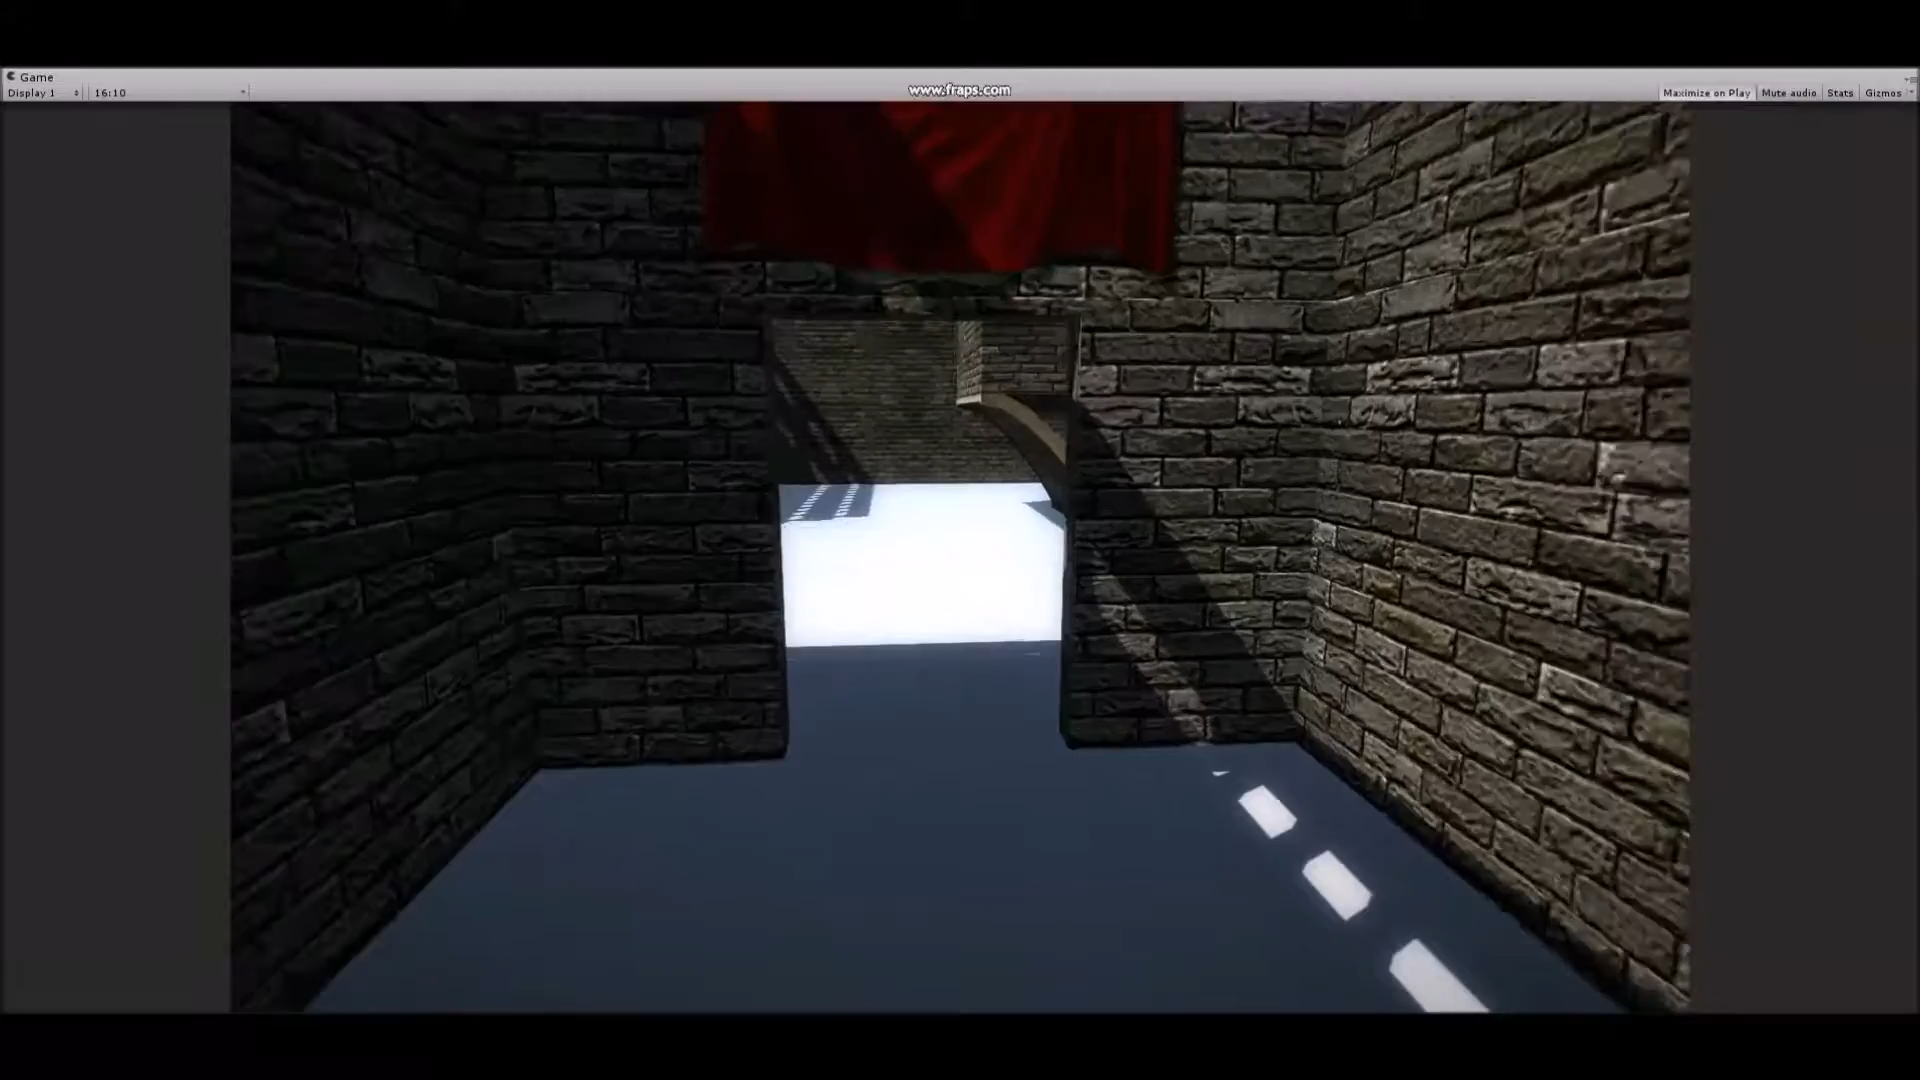 Game
Display 1
16:10
www.fraps.com
Maximize on Play
Mute audio
Stats
Gizmos